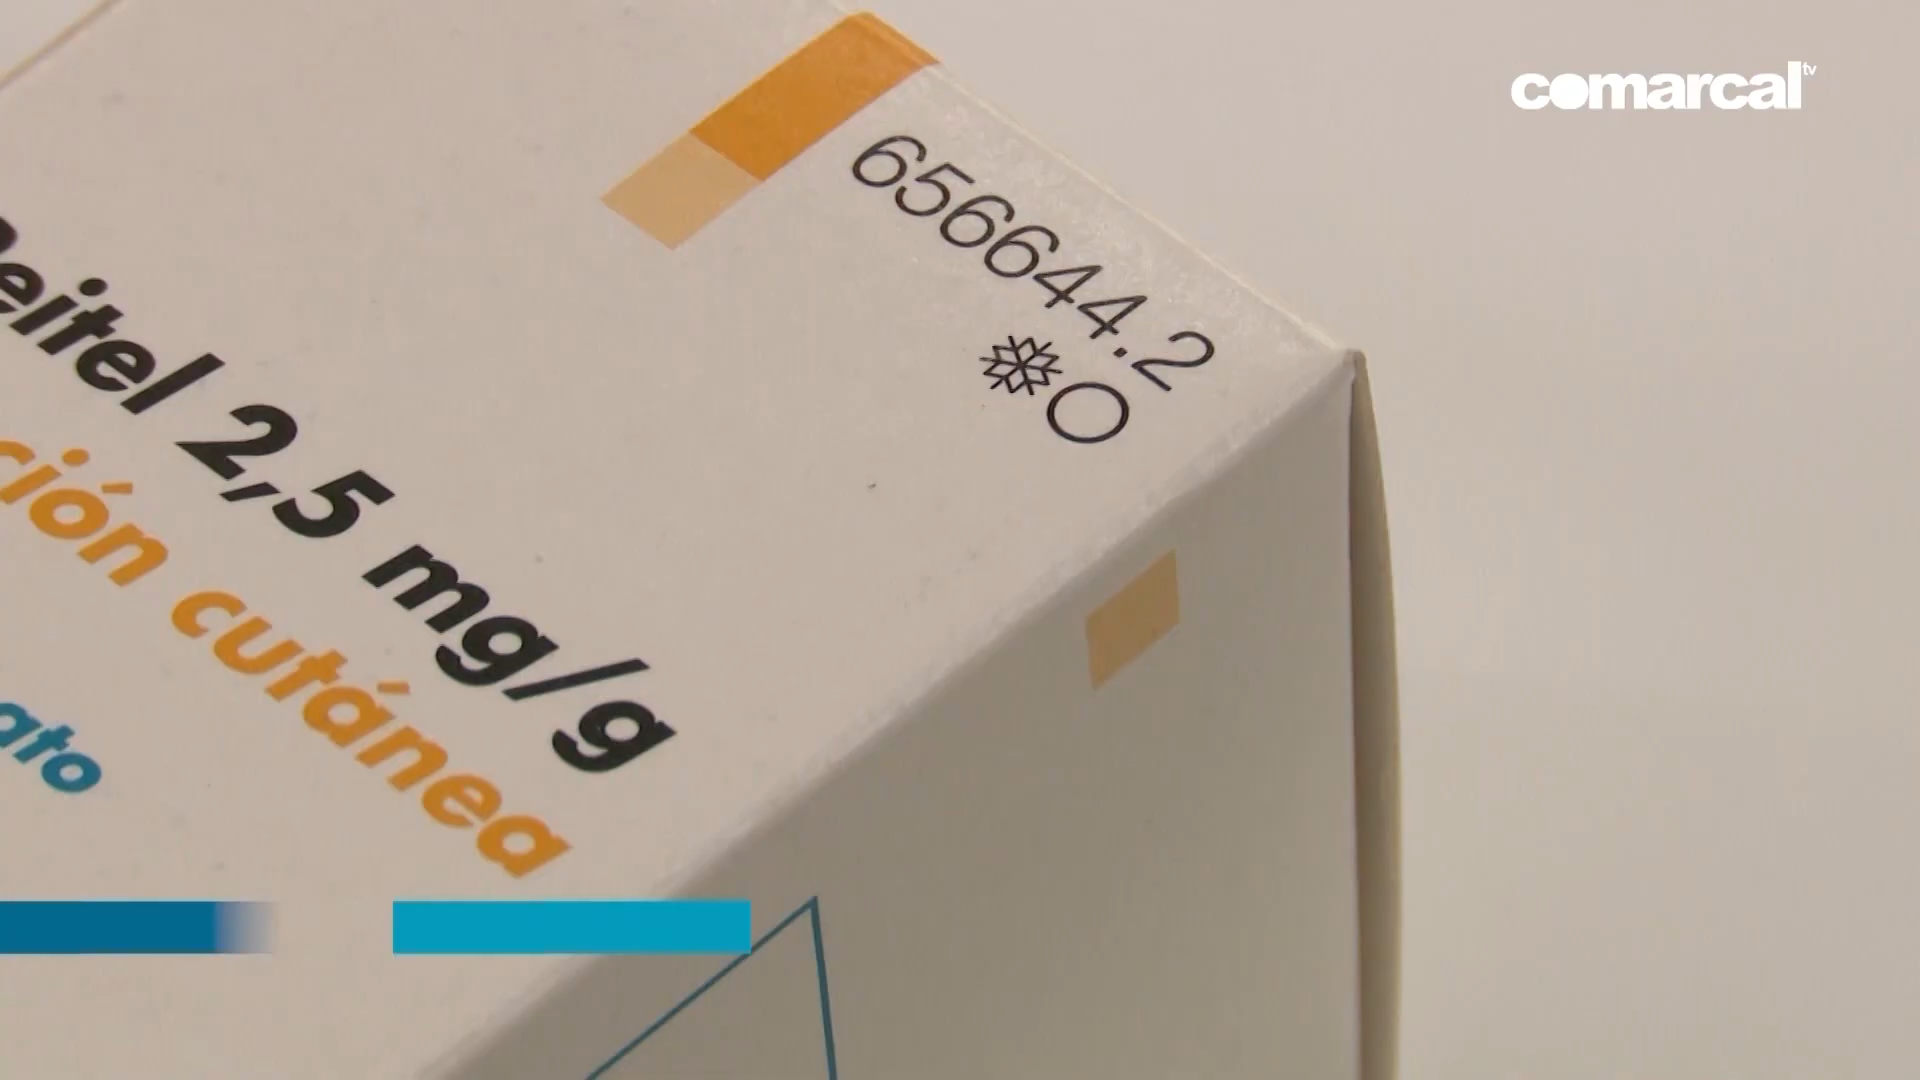 comarcal tv
656644.2
eitel 2,5 mg/g
ción cutánea
ato